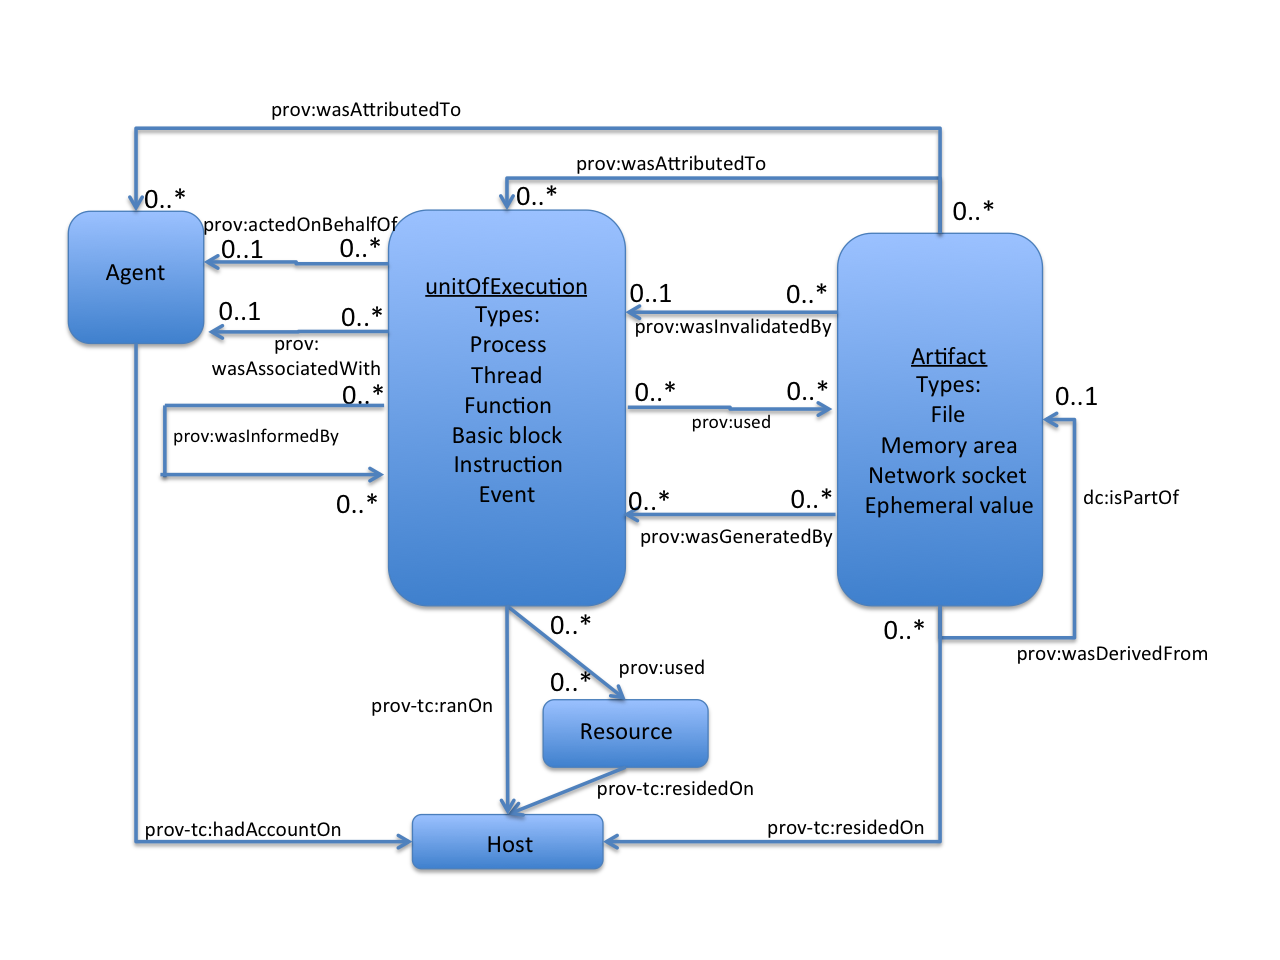 prov:wasAttributedTo
prov:wasAttributedTo
0..*
0..*
0..*
prov:actedOnBehalfOf
0..1
0..*
Agent
unitOfExecution
Types:
Process
Thread
Function
Basic block
Instruction
Event
0..1
0..*
prov:wasInvalidatedBy
0..1
0..*
prov:
wasAssociatedWith
Artifact
Types:
File
Memory area
Network socket
Ephemeral value
0..*
0..*
0..*
prov:used
0..1
prov:wasInformedBy
0..*
0..*
0..*
prov:wasGeneratedBy
dc:isPartOf
0..*
0..*
prov:wasDerivedFrom
prov:used
0..*
prov-tc:ranOn
Resource
prov-tc:residedOn
prov-tc:hadAccountOn
prov-tc:residedOn
Host